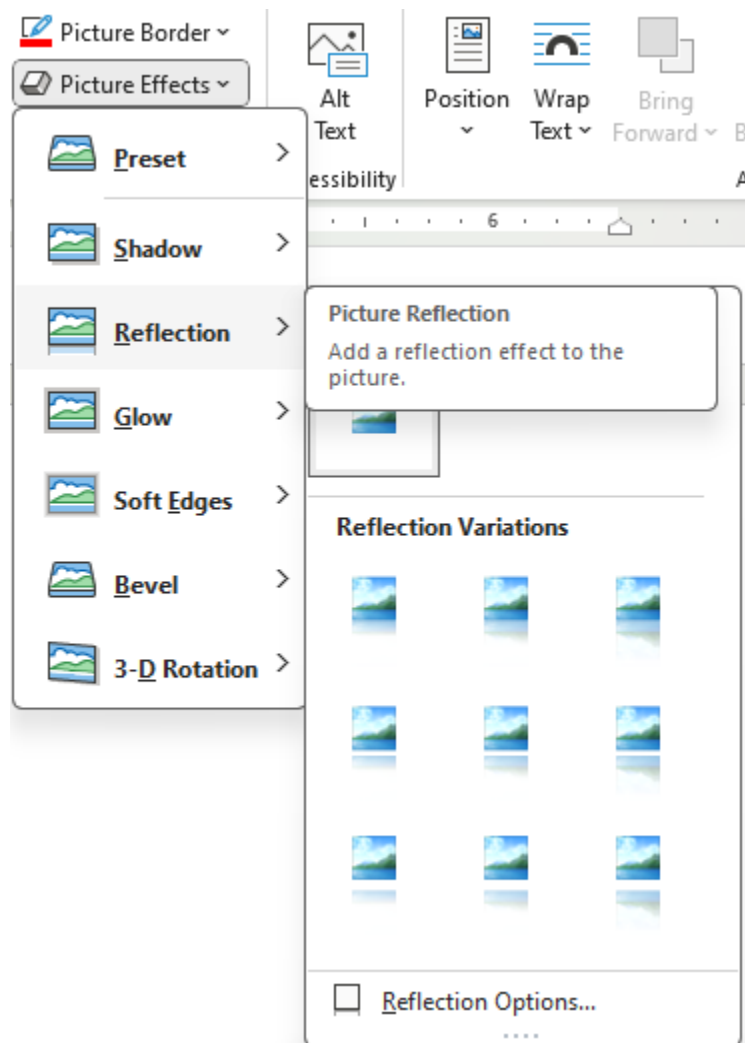 Picture Border
Picture Effects
Alt
Text
Position
Wrap
Text
Bring
Forward
B
essibility
A
6
Preset
Shadow
Reflection
Glow
Soft Edges
Bevel
3-D Rotation
Picture Reflection
Add a reflection effect to the
picture.
Reflection Variations
Reflection Options...